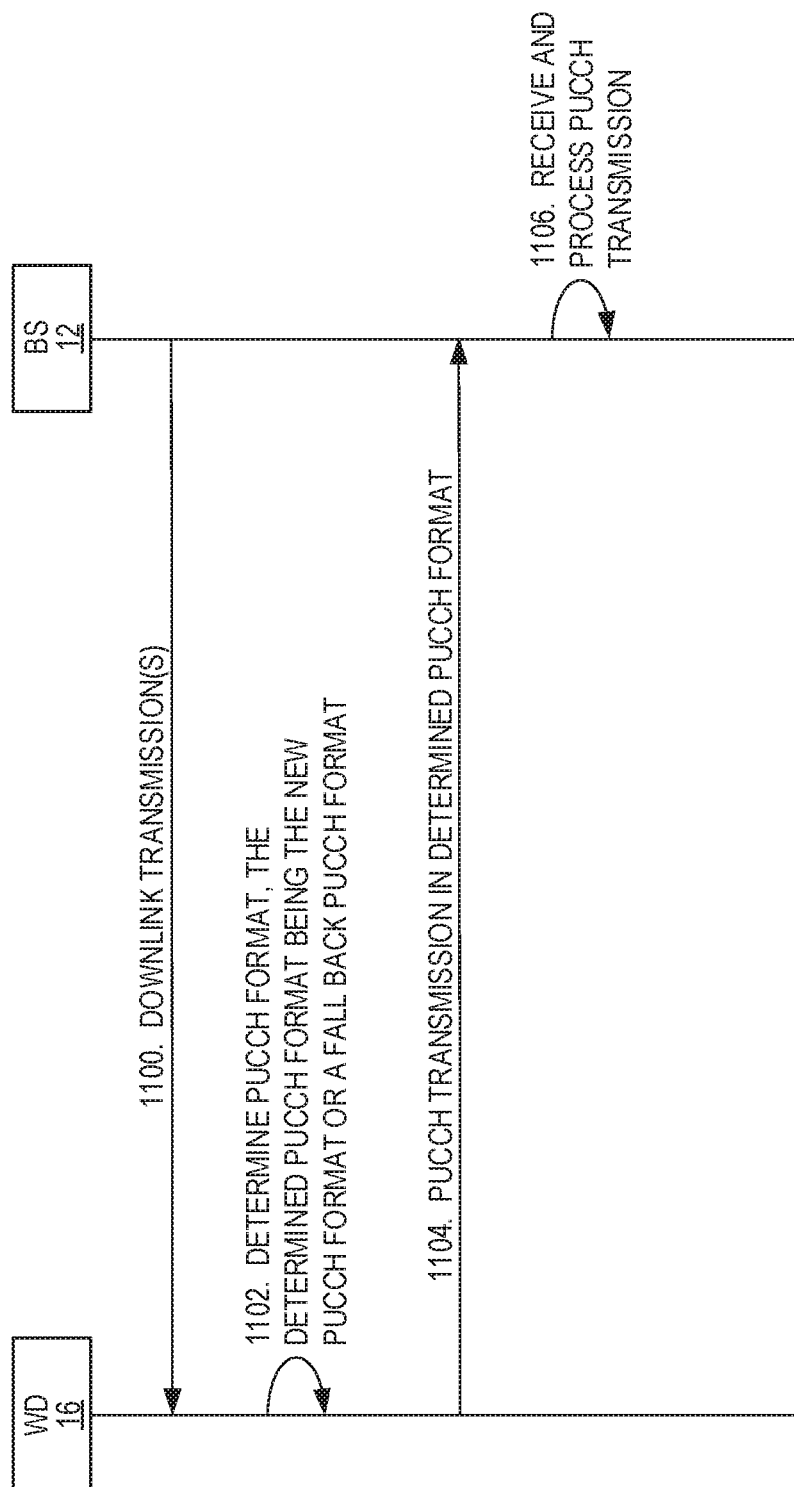 WD
16
BS
12
1100. DOWNLINK TRANSMISSION(S)
1102. DETERMINE PUCCH FORMAT, THE
DETERMINED PUCCH FORMAT BEING THE NEW
PUCCH FORMAT OR A FALL BACK PUCCH FORMAT
1104. PUCCH TRANSMISSION IN DETERMINED PUCCH FORMAT
1106. RECEIVE AND
PROCESS PUCCH
TRANSMISSION